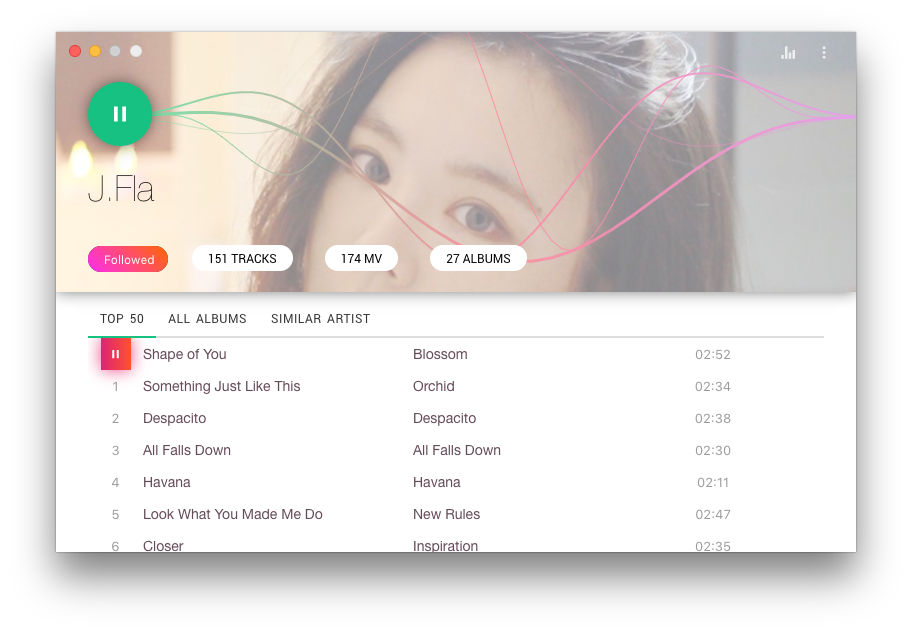 J.Fla
Followed 151 TRACKS 174 MV 27 ALBUMS
TOP 50 ALL ALBUMS SIMILAR ARTIST
Shape of You Blossom 02:52
1 Something Just Like This Orchid 02:34
2 Despacito Despacito 02:38
3 All Falls Down All Falls Down 02:30
4 Havana Havana 02:11
5 Look What You Made Me Do New Rules 02:47
6 Closer Inspiration 02:35